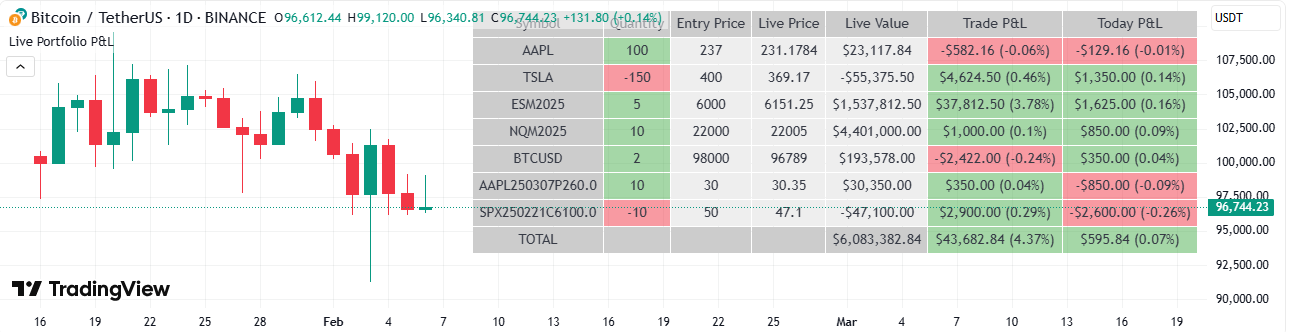 Bitcoin / TetherUS · 1D · BINANCE O96,612.44 H99,120.00 L96,340.81 C96,744.23 +131.80 (+0.14%)
USDT
Live Portfolio P&L
Symbol Quantity Entry Price Live Price Live Value Trade P&L Today P&L
AAPL 100 237 231.1784 $23,117.84 -$582.16 (-0.06%) -$129.16 (-0.01%)
TSLA -150 400 369.17 -$55,375.50 $4,624.50 (0.46%) $1,350.00 (0.14%)
ESM2025 5 6000 6151.25 $1,537,812.50 $37,812.50 (3.78%) $1,625.00 (0.16%)
NQM2025 10 22000 22005 $4,401,000.00 $1,000.00 (0.1%) $850.00 (0.09%)
BTCUSD 2 98000 96789 $193,578.00 -$2,422.00 (-0.24%) $350.00 (0.04%)
AAPL250307P260.0 10 30 30.35 $30,350.00 $350.00 (0.04%) -$850.00 (-0.09%)
SPX250221C6100.0 -10 50 47.1 -$47,100.00 $2,900.00 (0.29%) -$2,600.00 (-0.26%)
TOTAL $6,083,382.84 $43,682.84 (4.37%) $595.84 (0.07%)
107,500.00
105,000.00
102,500.00
100,000.00
97,500.00
96,744.23
95,000.00
92,500.00
90,000.00
TradingView
16 19 22 25 28 Feb 4 7 10 13 16 19 22 25 Mar 4 7 10 13 16 19